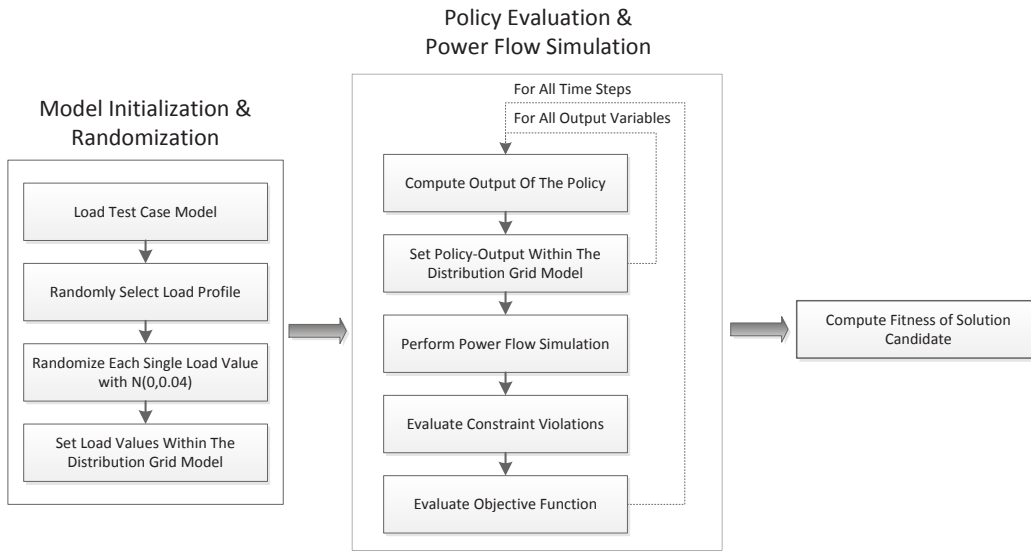 Model Initialization &
Randomization
Load Test Case Model
Randomly Select Load Profile
Randomize Each Single Load Value
with N(0,0.04)
Set Load Values Within The
Distribution Grid Model
Policy Evaluation &
Power Flow Simulation
For All Time Steps
For All Output Variables
Compute Output Of The Policy
Set Policy-Output Within The
Distribution Grid Model
Perform Power Flow Simulation
Evaluate Constraint Violations
Evaluate Objective Function
Compute Fitness of Solution
Candidate